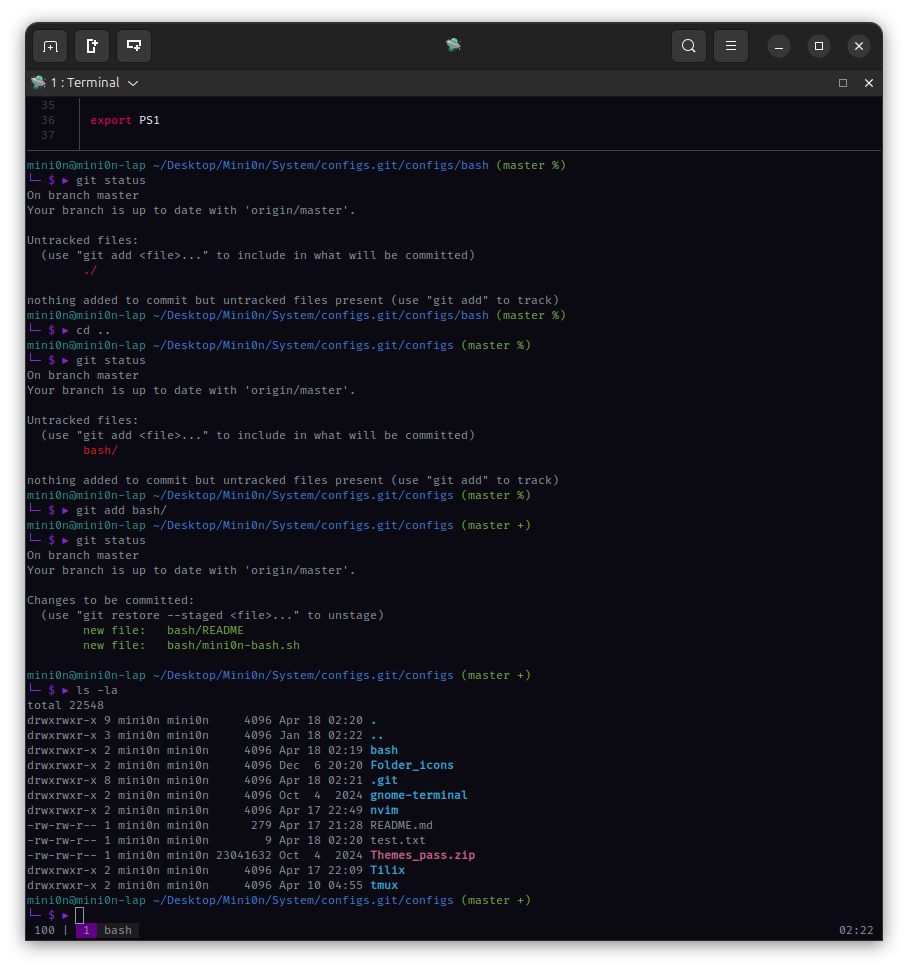 1 : Terminal
35
36 export PS1
37
mini0n@mini0n-lap ~/Desktop/Mini0n/System/configs.git/configs/bash (master %)
└─ $ ▸ git status
On branch master
Your branch is up to date with 'origin/master'.
Untracked files:
  (use "git add <file>..." to include in what will be committed)
        ./
nothing added to commit but untracked files present (use "git add" to track)
mini0n@mini0n-lap ~/Desktop/Mini0n/System/configs.git/configs/bash (master %)
└─ $ ▸ cd ..
mini0n@mini0n-lap ~/Desktop/Mini0n/System/configs.git/configs (master %)
└─ $ ▸ git status
On branch master
Your branch is up to date with 'origin/master'.
Untracked files:
  (use "git add <file>..." to include in what will be committed)
        bash/
nothing added to commit but untracked files present (use "git add" to track)
mini0n@mini0n-lap ~/Desktop/Mini0n/System/configs.git/configs (master %)
└─ $ ▸ git add bash/
mini0n@mini0n-lap ~/Desktop/Mini0n/System/configs.git/configs (master +)
└─ $ ▸ git status
On branch master
Your branch is up to date with 'origin/master'.
Changes to be committed:
  (use "git restore --staged <file>..." to unstage)
        new file:   bash/README
        new file:   bash/mini0n-bash.sh
mini0n@mini0n-lap ~/Desktop/Mini0n/System/configs.git/configs (master +)
└─ $ ▸ ls -la
total 22548
drwxrwxr-x 9 mini0n mini0n     4096 Apr 18 02:20 .
drwxrwxr-x 3 mini0n mini0n     4096 Jan 18 02:22 ..
drwxrwxr-x 2 mini0n mini0n     4096 Apr 18 02:19 bash
drwxrwxr-x 2 mini0n mini0n     4096 Dec  6 20:20 Folder_icons
drwxrwxr-x 8 mini0n mini0n     4096 Apr 18 02:21 .git
drwxrwxr-x 2 mini0n mini0n     4096 Oct  4  2024 gnome-terminal
drwxrwxr-x 2 mini0n mini0n     4096 Apr 17 22:49 nvim
-rw-rw-r-- 1 mini0n mini0n      279 Apr 17 21:28 README.md
-rw-rw-r-- 1 mini0n mini0n        9 Apr 18 02:20 test.txt
-rw-rw-r-- 1 mini0n mini0n 23041632 Oct  4  2024 Themes_pass.zip
drwxrwxr-x 2 mini0n mini0n     4096 Apr 17 22:09 Tilix
drwxrwxr-x 2 mini0n mini0n     4096 Apr 10 04:55 tmux
mini0n@mini0n-lap ~/Desktop/Mini0n/System/configs.git/configs (master +)
└─ $ ▸
100 | 1 bash 02:22